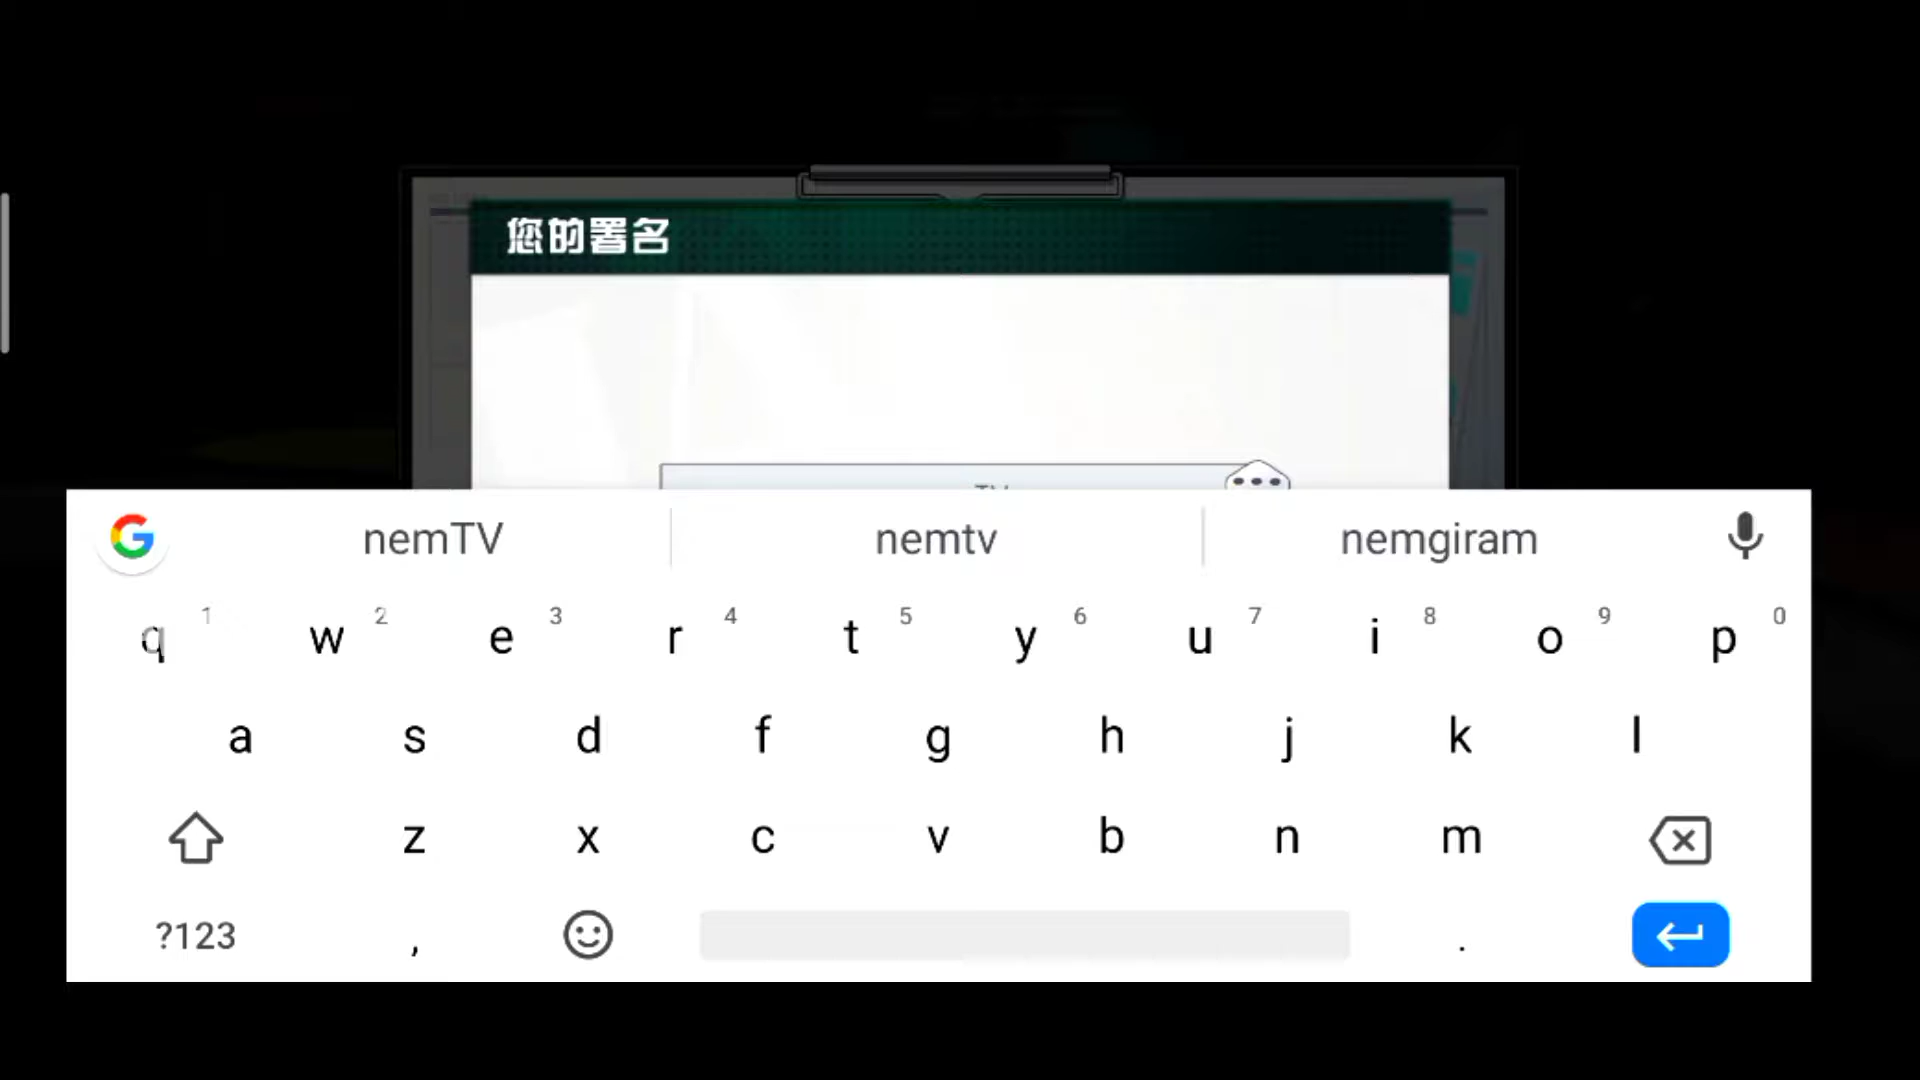 您的署名
nemTV nemtv nemgiram
q 1 w 2 e 3 r 4 t 5 y 6 u 7 i 8 o 9 p 0
a s d f g h j k l
z x c v b n m
?123 , .